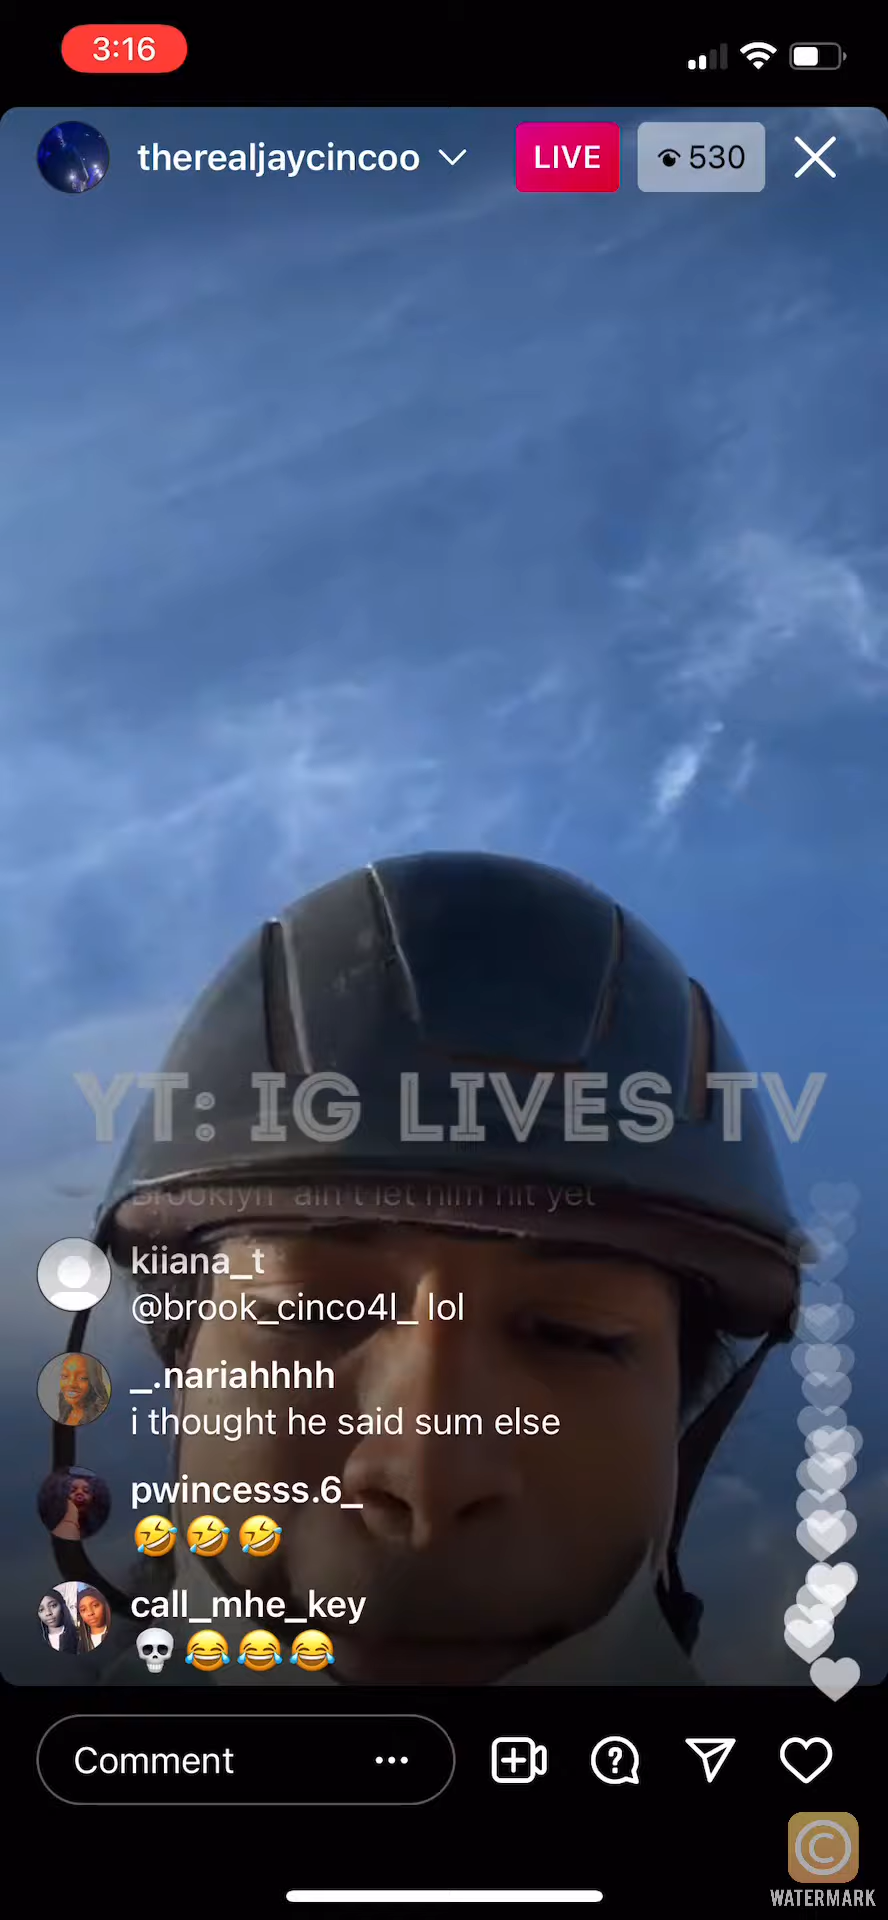 3:16
therealjaycincoo
LIVE
530
YT: IG LIVES TV
Brooklyn ain't let him hit yet
kiiana_t
@brook_cinco4l_ lol
_.nariahhhh
i thought he said sum else
pwincesss.6_
🤣🤣🤣
call_mhe_key
💀😂😂😂
Comment
WATERMARK